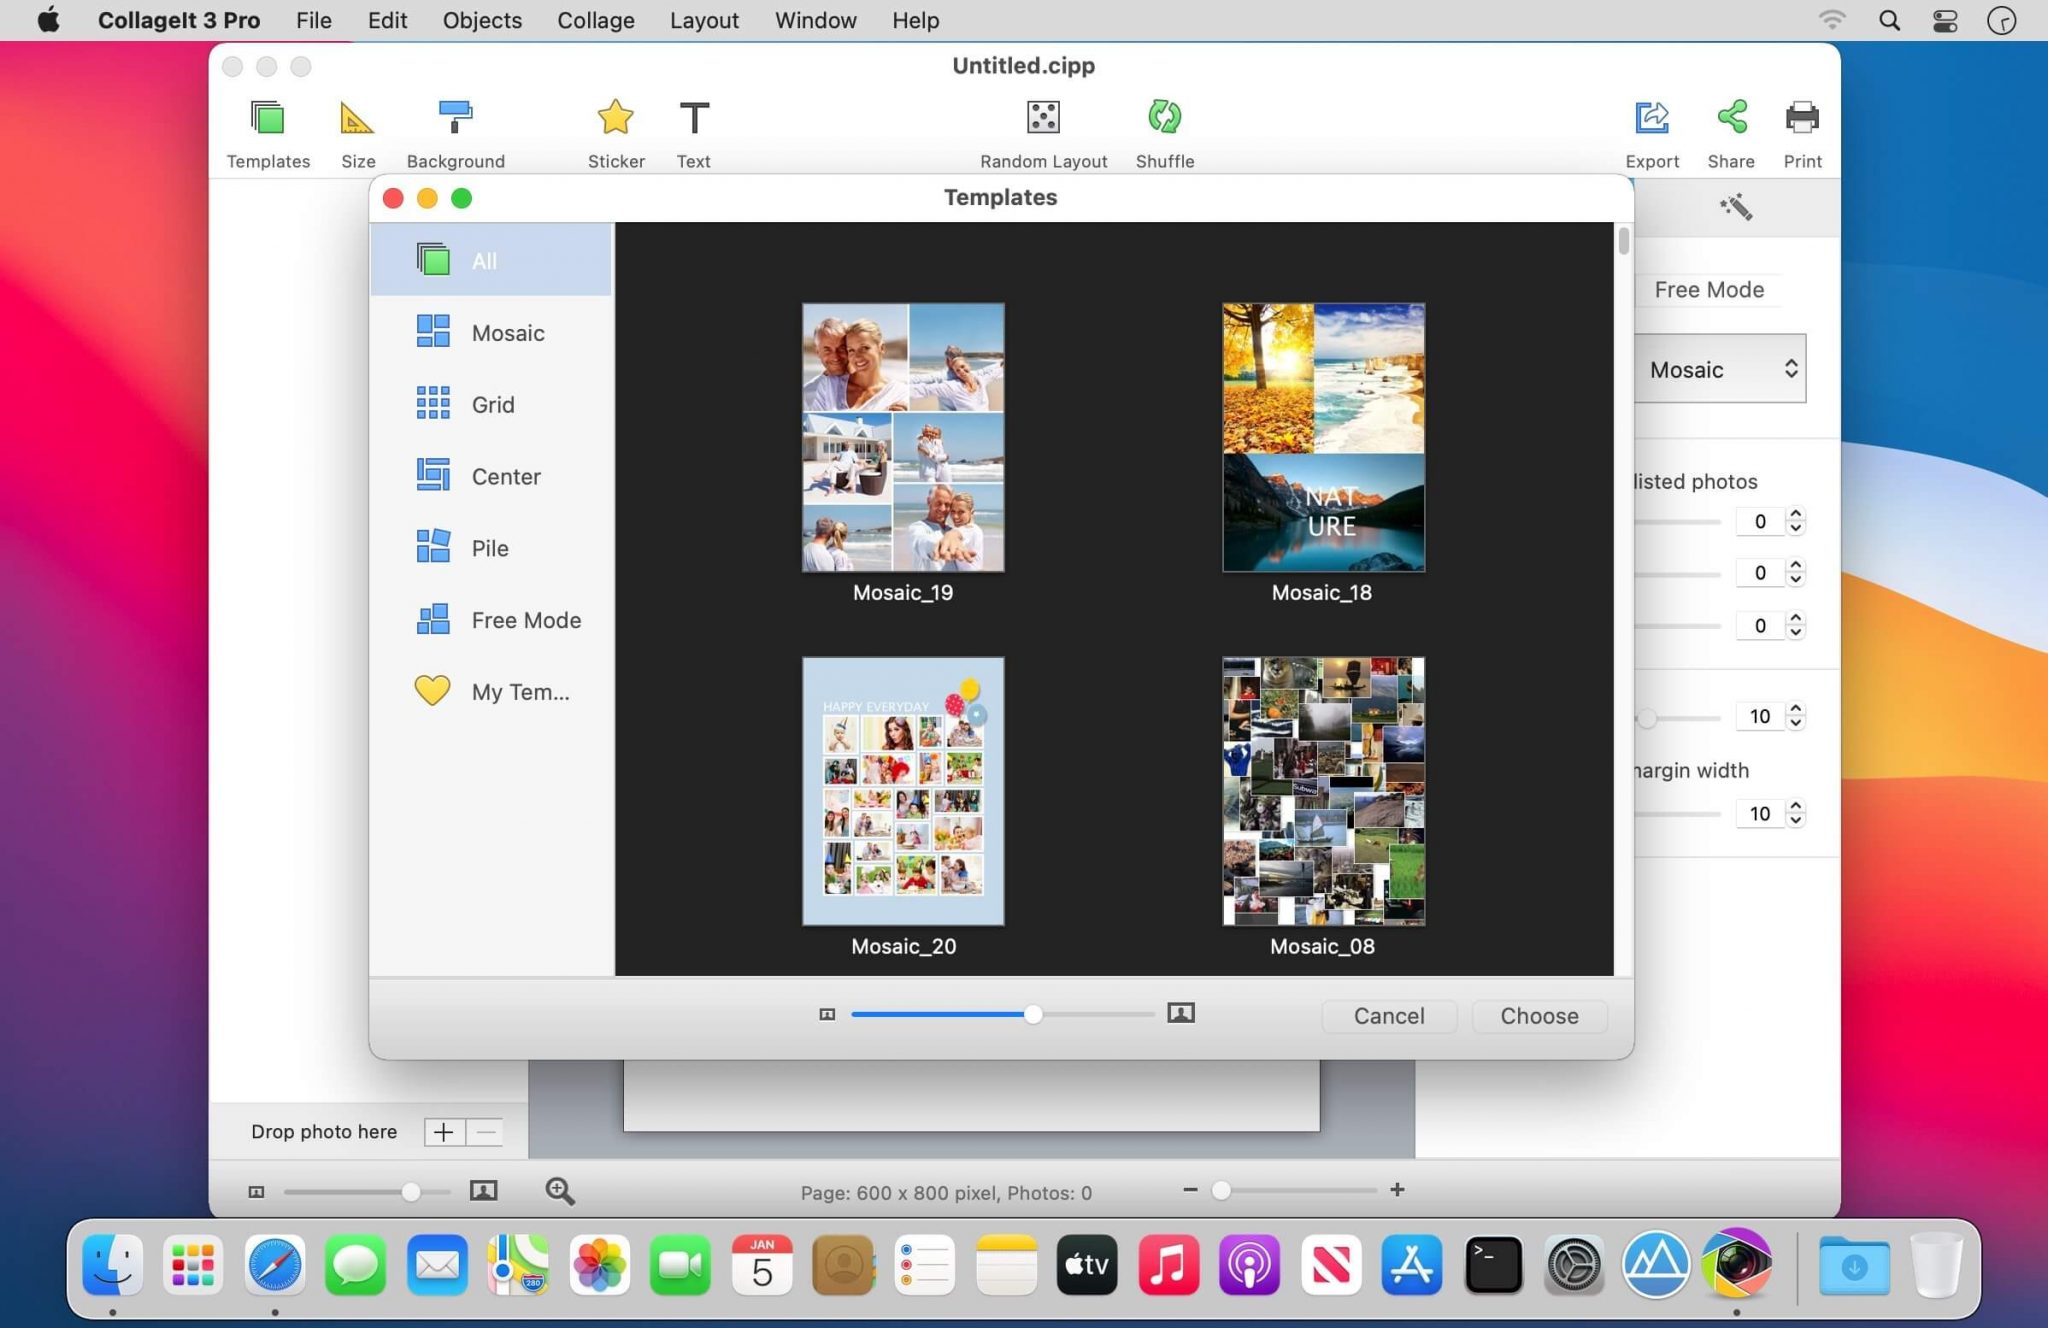 CollageIt 3 Pro File Edit Objects Collage Layout Window Help
Untitled.cipp
Templates Size Background Sticker Text Random Layout Shuffle Export Share Print
Templates
All
Mosaic
Grid
Center
Pile
Free Mode
My Tem...
NAT
URE
Mosaic_19
Mosaic_18
HAPPY EVERYDAY
Subwa
Mosaic_20
Mosaic_08
Cancel
Choose
Free Mode
Mosaic
listed photos
0
0
0
10
margin width
10
Drop photo here
Page: 600 x 800 pixel, Photos: 0
280
JAN
5
tv
>_